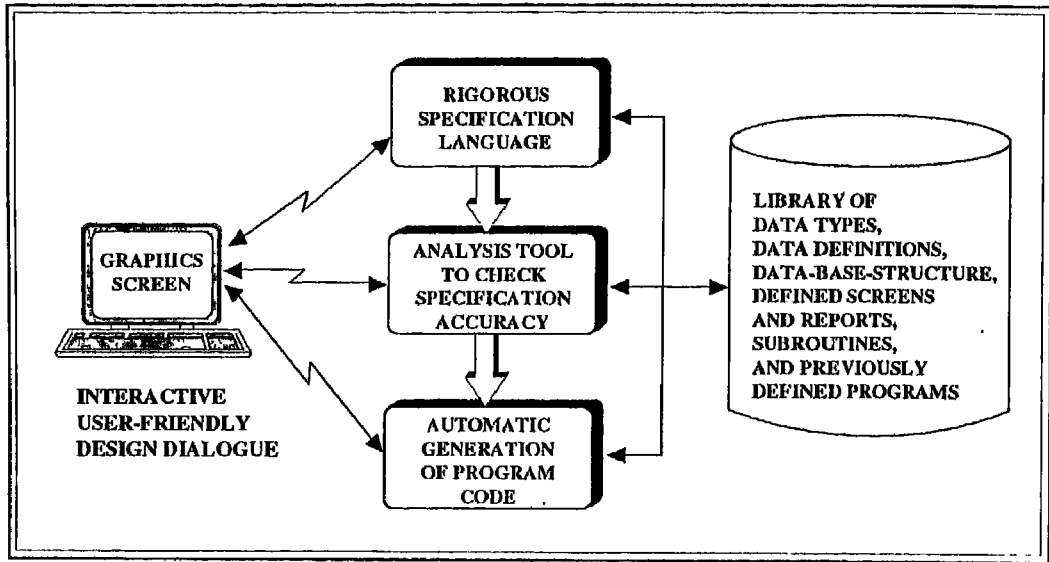 RIGOROUS
SPECIFICATION
LANGUAGE
GRAPHICS
SCREEN
INTERACTIVE
USER-FRIENDLY
DESIGN DIALOGUE
ANALYSIS TOOL
TO CHECK
SPECIFICATION
ACCURACY
AUTOMATIC
GENERATION
OF PROGRAM
CODE
LIBRARY OF
DATA TYPES,
DATA DEFINITIONS,
DATA-BASE-STRUCTURE,
DEFINED SCREENS
AND REPORTS,
SUBROUTINES,
AND PREVIOUSLY
DEFINED PROGRAMS